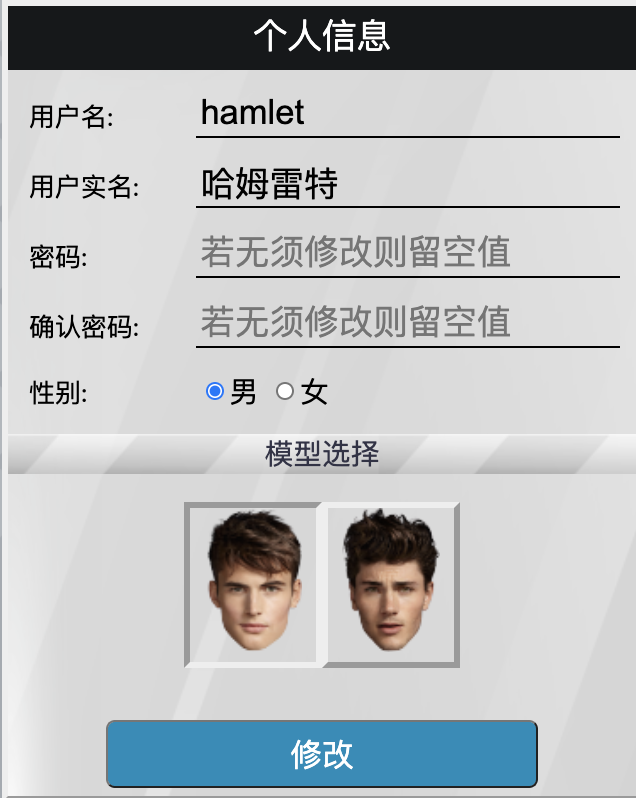 个人信息
用户名: hamlet
用户实名: 哈姆雷特
密码: 若无须修改则留空值
确认密码: 若无须修改则留空值
性别: 男 女
模型选择
修改